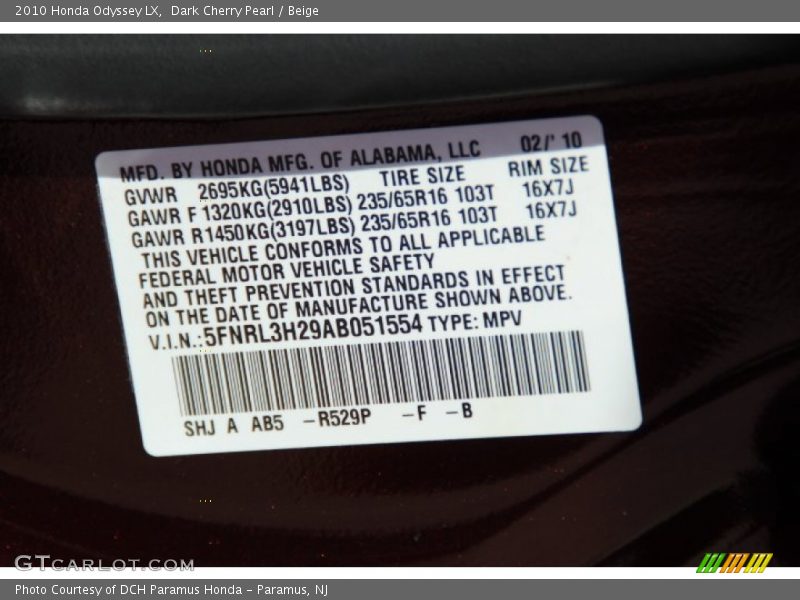 2010 Honda Odyssey LX,  Dark Cherry Pearl / Beige
MFD. BY HONDA MFG. OF ALABAMA, LLC 02/' 10
GVWR 2695KG(5941LBS) TIRE SIZE RIM SIZE
GAWR F 1320KG(2910LBS) 235/65R16 103T 16X7J
GAWR R1450KG(3197LBS) 235/65R16 103T 16X7J
THIS VEHICLE CONFORMS TO ALL APPLICABLE
FEDERAL MOTOR VEHICLE SAFETY
AND THEFT PREVENTION STANDARDS IN EFFECT
ON THE DATE OF MANUFACTURE SHOWN ABOVE.
V.I.N.:5FNRL3H29AB051554 TYPE: MPV
SHJ A AB5 -R529P -F -B
GTCARLOT.COM
Photo Courtesy of DCH Paramus Honda - Paramus, NJ